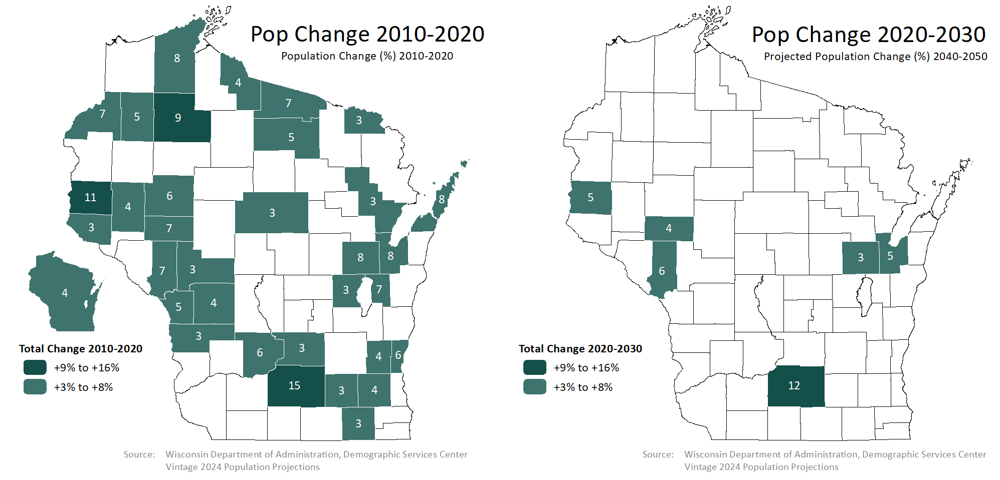 Pop Change 2010-2020
Population Change (%) 2010-2020
8
4
7
5
9
7
3
5
11
4
6
3
8
3
3
7
8
8
7
3
4
3
7
5
4
3
6
3
4
6
15
3
4
3
Total Change 2010-2020
+9% to +16%
+3% to +8%
Source: Wisconsin Department of Administration, Demographic Services Center
Vintage 2024 Population Projections
Pop Change 2020-2030
Projected Population Change (%) 2040-2050
5
4
3
5
6
12
Total Change 2020-2030
+9% to +16%
+3% to +8%
Source: Wisconsin Department of Administration, Demographic Services Center
Vintage 2024 Population Projections